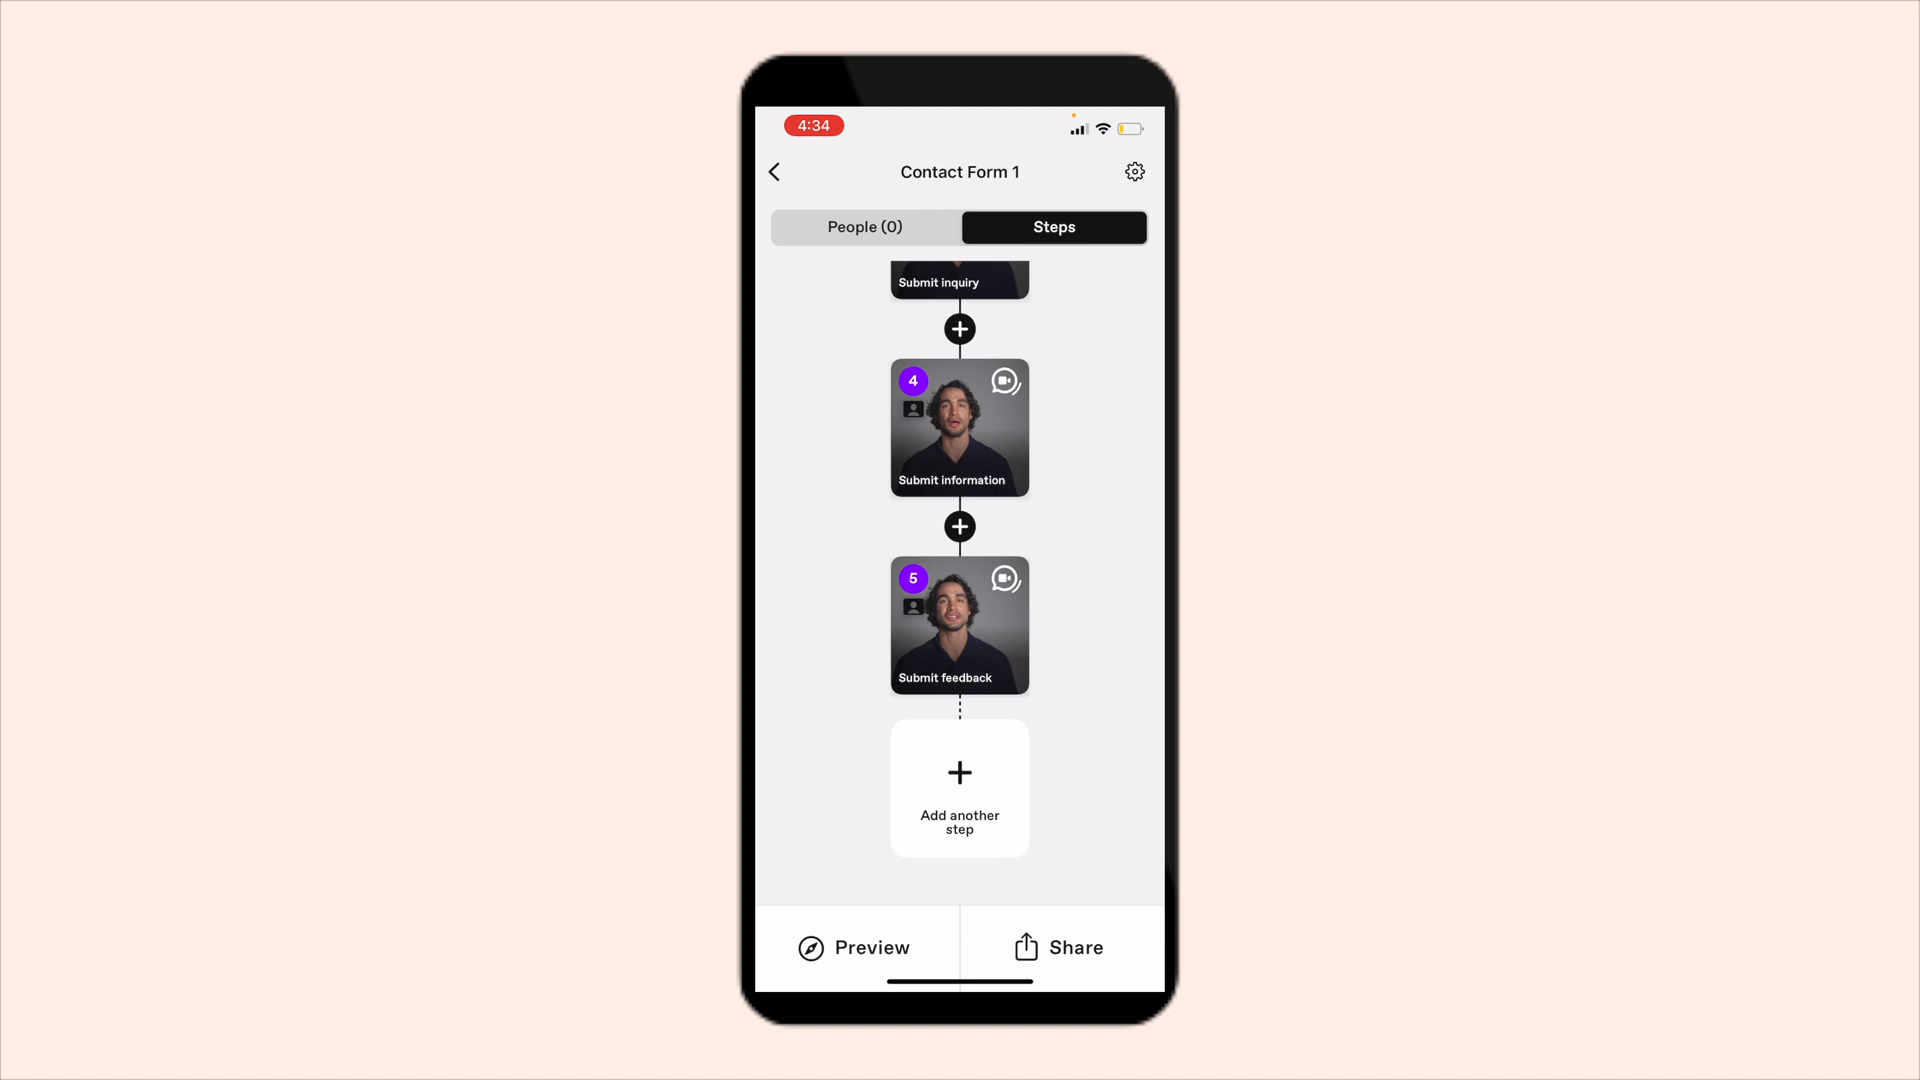 4:34
Contact Form 1
People (0)
Steps
Submit inquiry
4
Submit information
5
Submit feedback
Add another
step
Preview
Share